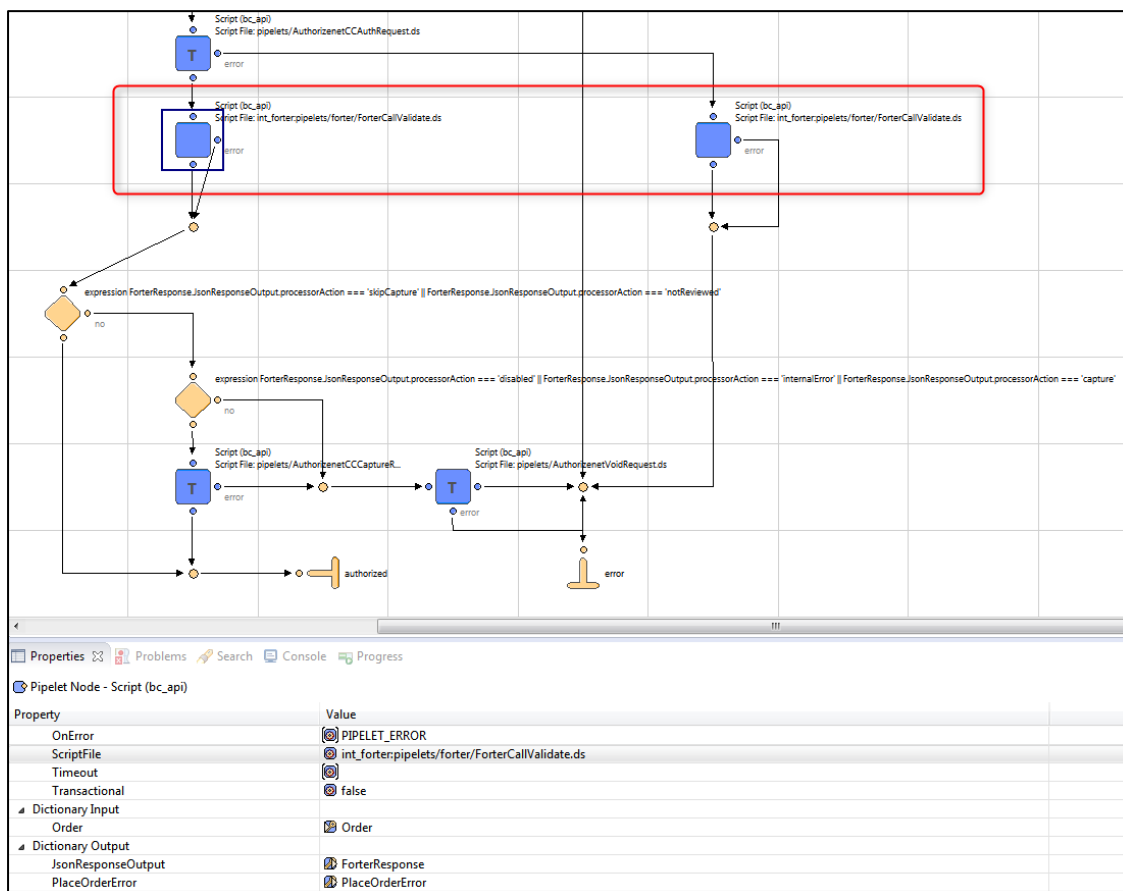 Script (bc_api)
Script File: pipelets/AuthorizenetCCAuthRequest.ds
T
error
Script (bc_api)
Script File: int_forter:pipelets/forter/ForterCallValidate.ds
error
Script (bc_api)
Script File: int_forter:pipelets/forter/ForterCallValidate.ds
error
expression ForterResponse.JsonResponseOutput.processorAction === 'skipCapture' || ForterResponse.JsonResponseOutput.processorAction === 'notReviewed'
no
expression ForterResponse.JsonResponseOutput.processorAction === 'disabled' || ForterResponse.JsonResponseOutput.processorAction === 'internalError' || ForterResponse.JsonResponseOutput.processorAction === 'capture'
no
Script (bc_api)
Script File: pipelets/AuthorizenetCCCaptureR...
T
error
Script (bc_api)
Script File: pipelets/AuthorizenetVoidRequest.ds
T
error
authorized
error
Properties Problems Search Console Progress
Pipelet Node - Script (bc_api)
Property Value
OnError PIPELET_ERROR
ScriptFile int_forter:pipelets/forter/ForterCallValidate.ds
Timeout
Transactional false
Dictionary Input
Order Order
Dictionary Output
JsonResponseOutput ForterResponse
PlaceOrderError PlaceOrderError